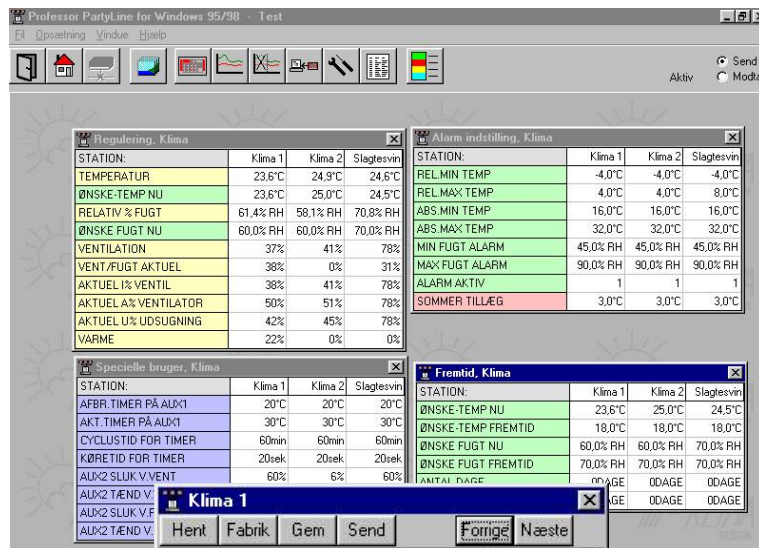 Professor PartyLine for Windows 95/98 - Test
Fil Opsætning Vindue Hjælp
Send
Aktiv Modta
Regulering, Klima
STATION: Klima 1 Klima 2 Slagtesvin
TEMPERATUR 23,6°C 24,9°C 24,6°C
ØNSKE-TEMP NU 23,6°C 25,0°C 24,5°C
RELATIV % FUGT 61,4% RH 58,1% RH 70,8% RH
ØNSKE FUGT NU 60,0% RH 60,0% RH 70,0% RH
VENTILATION 37% 41% 78%
VENT/FUGT AKTUEL 38% 0% 31%
AKTUEL I% VENTIL 38% 41% 78%
AKTUEL A% VENTILATOR 50% 51% 78%
AKTUEL U% UDSUGNING 42% 45% 78%
VARME 22% 0% 0%
Alarm indstilling, Klima
STATION: Klima 1 Klima 2 Slagtesvin
REL.MIN TEMP -4,0°C -4,0°C -4,0°C
REL.MAX TEMP 4,0°C 4,0°C 8,0°C
ABS.MIN TEMP 16,0°C 16,0°C 16,0°C
ABS.MAX TEMP 32,0°C 32,0°C 32,0°C
MIN FUGT ALARM 45,0% RH 45,0% RH 45,0% RH
MAX FUGT ALARM 90,0% RH 90,0% RH 90,0% RH
ALARM AKTIV 1 1 1
SOMMER TILLÆG 3,0°C 3,0°C 3,0°C
Specielle bruger, Klima
STATION: Klima 1 Klima 2 Slagtesvin
AFBR.TIMER PÅ AUX1 20°C 20°C 20°C
AKT.TIMER PÅ AUX1 30°C 30°C 30°C
CYCLUSTID FOR TIMER 60min 60min 60min
KØRETID FOR TIMER 20sek 20sek 20sek
AUX2 SLUK V.VENT 60% 6% 60%
AUX2 TÆND V.
AUX2 SLUK V.F
AUX2 TÆND V.
Fremtid, Klima
STATION: Klima 1 Klima 2 Slagtesvin
ØNSKE-TEMP NU 23,6°C 25,0°C 24,5°C
ØNSKE-TEMP FREMTID 18,0°C 18,0°C 18,0°C
ØNSKE FUGT NU 60,0% RH 60,0% RH 70,0% RH
ØNSKE FUGT FREMTID 70,0% RH 70,0% RH 70,0% RH
ANTAL DAGE 0DAGE 0DAGE 0DAGE
0DAGE 0DAGE
Klima 1
Hent Fabrik Gem Send Forrige Næste
DESIGN